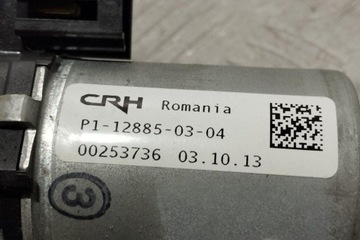 CRH Romania
P1-12885-03-04
00253736 03.10.13
3